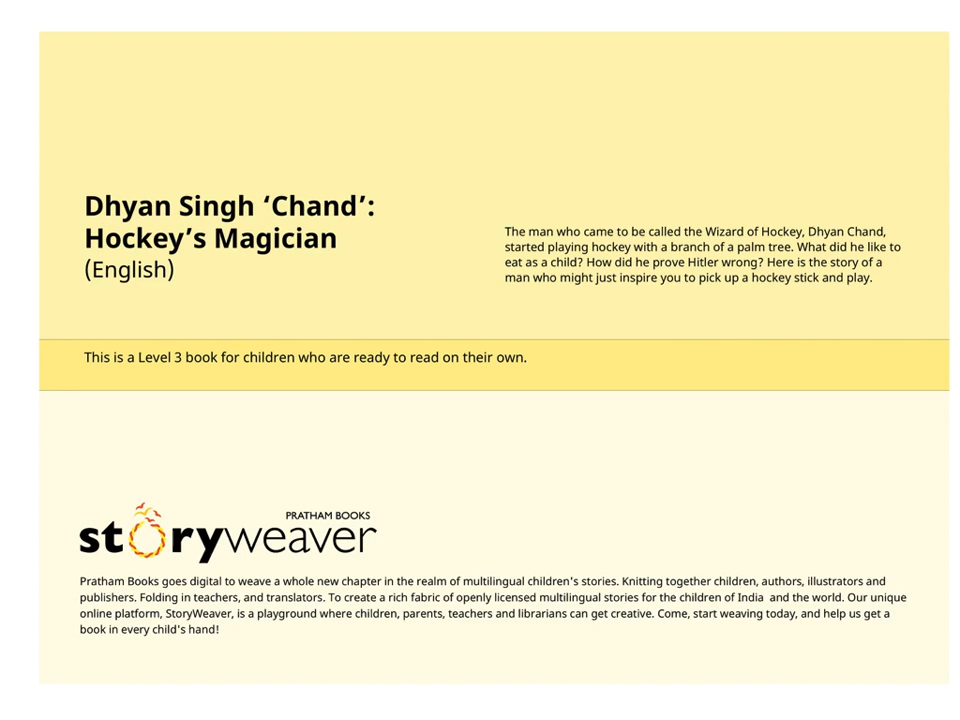 Dhyan Singh ‘Chand’:
Hockey’s Magician
(English)
The man who came to be called the Wizard of Hockey, Dhyan Chand,
started playing hockey with a branch of a palm tree. What did he like to
eat as a child? How did he prove Hitler wrong? Here is the story of a
man who might just inspire you to pick up a hockey stick and play.
This is a Level 3 book for children who are ready to read on their own.
PRATHAM BOOKS
storyweaver
Pratham Books goes digital to weave a whole new chapter in the realm of multilingual children's stories. Knitting together children, authors, illustrators and
publishers. Folding in teachers, and translators. To create a rich fabric of openly licensed multilingual stories for the children of India and the world. Our unique
online platform, StoryWeaver, is a playground where children, parents, teachers and librarians can get creative. Come, start weaving today, and help us get a
book in every child's hand!